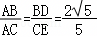 AB/AC = BD/CE = 2√5/5